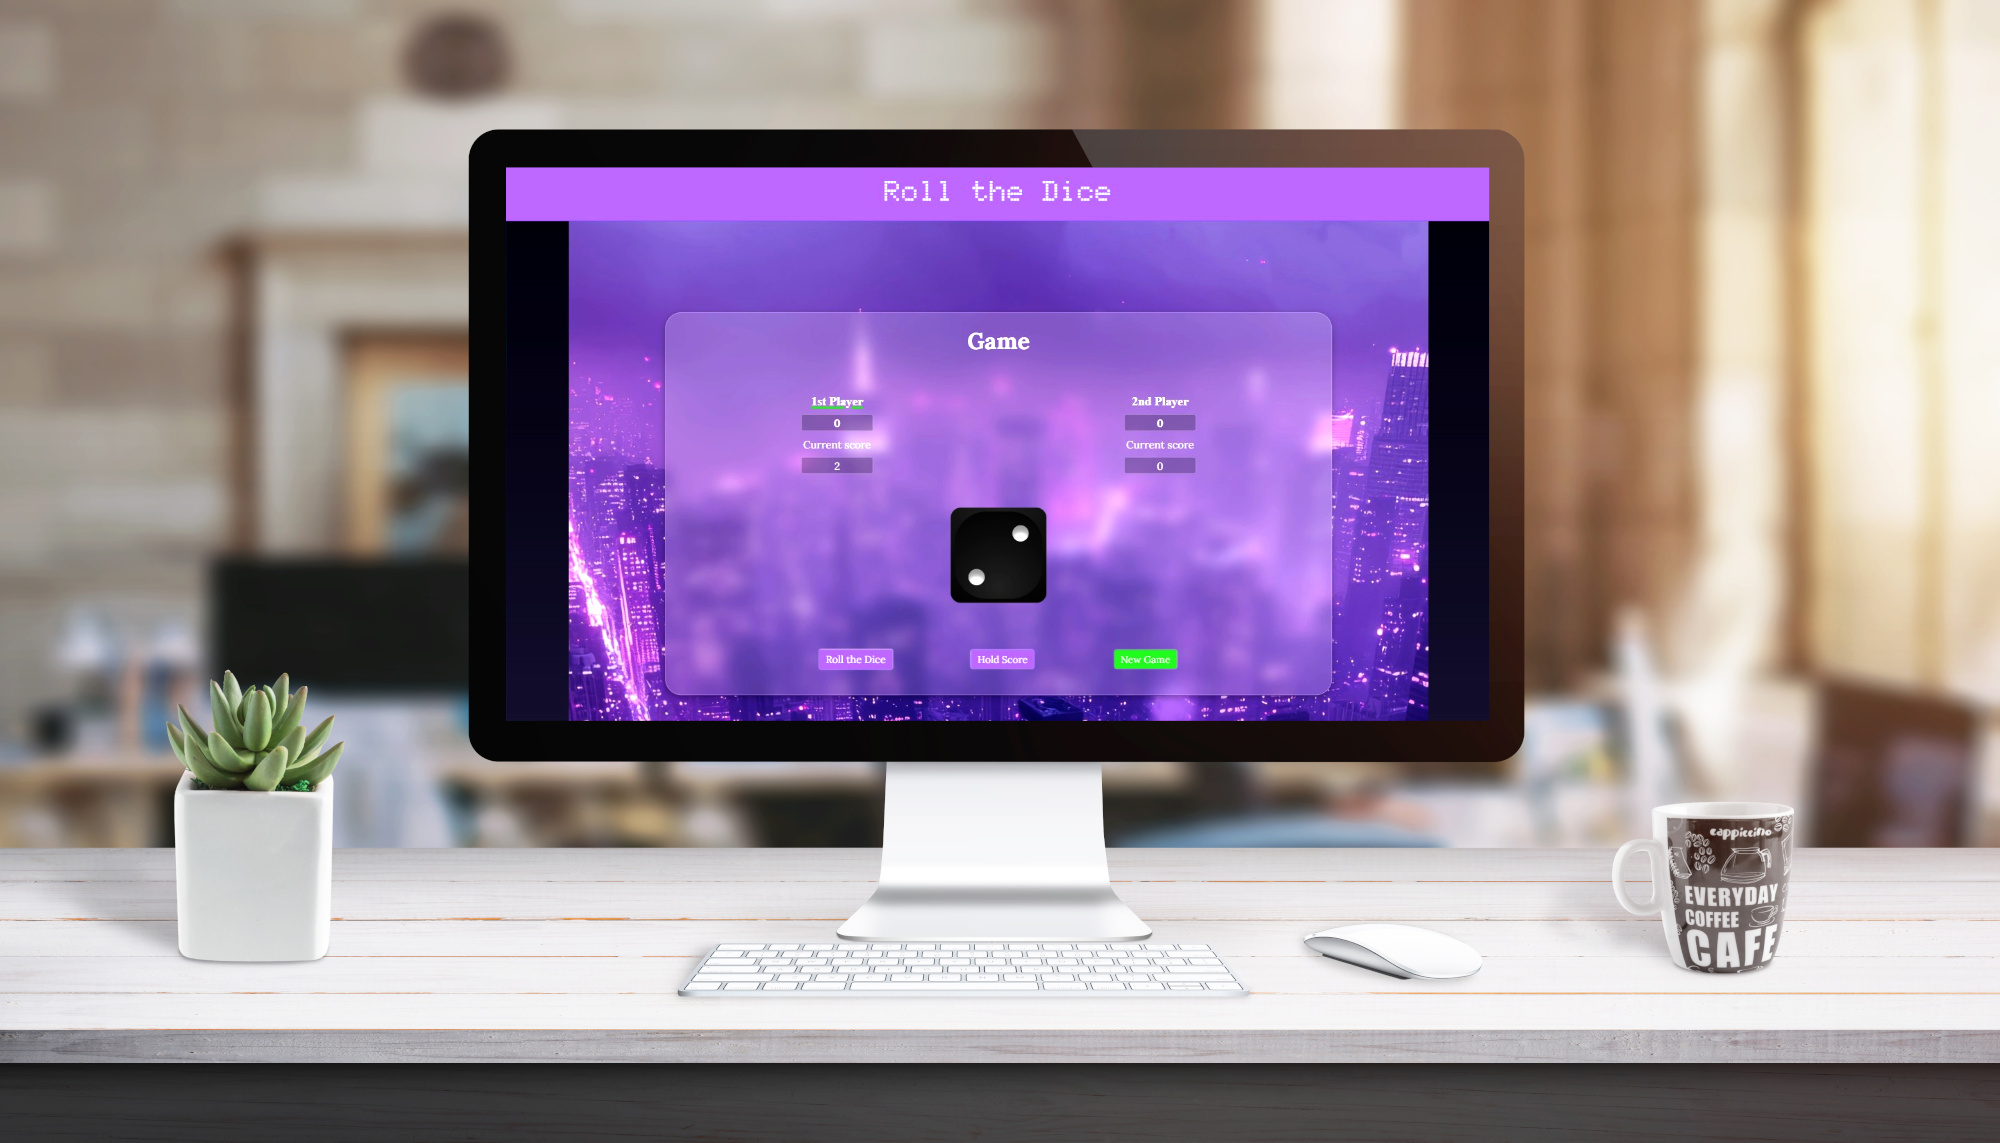 Roll the Dice
Game
1st Player
0
Current score
2
2nd Player
0
Current score
0
Roll the Dice
Hold Score
New Game
cappuccino
EVERYDAY
COFFEE
CAFE